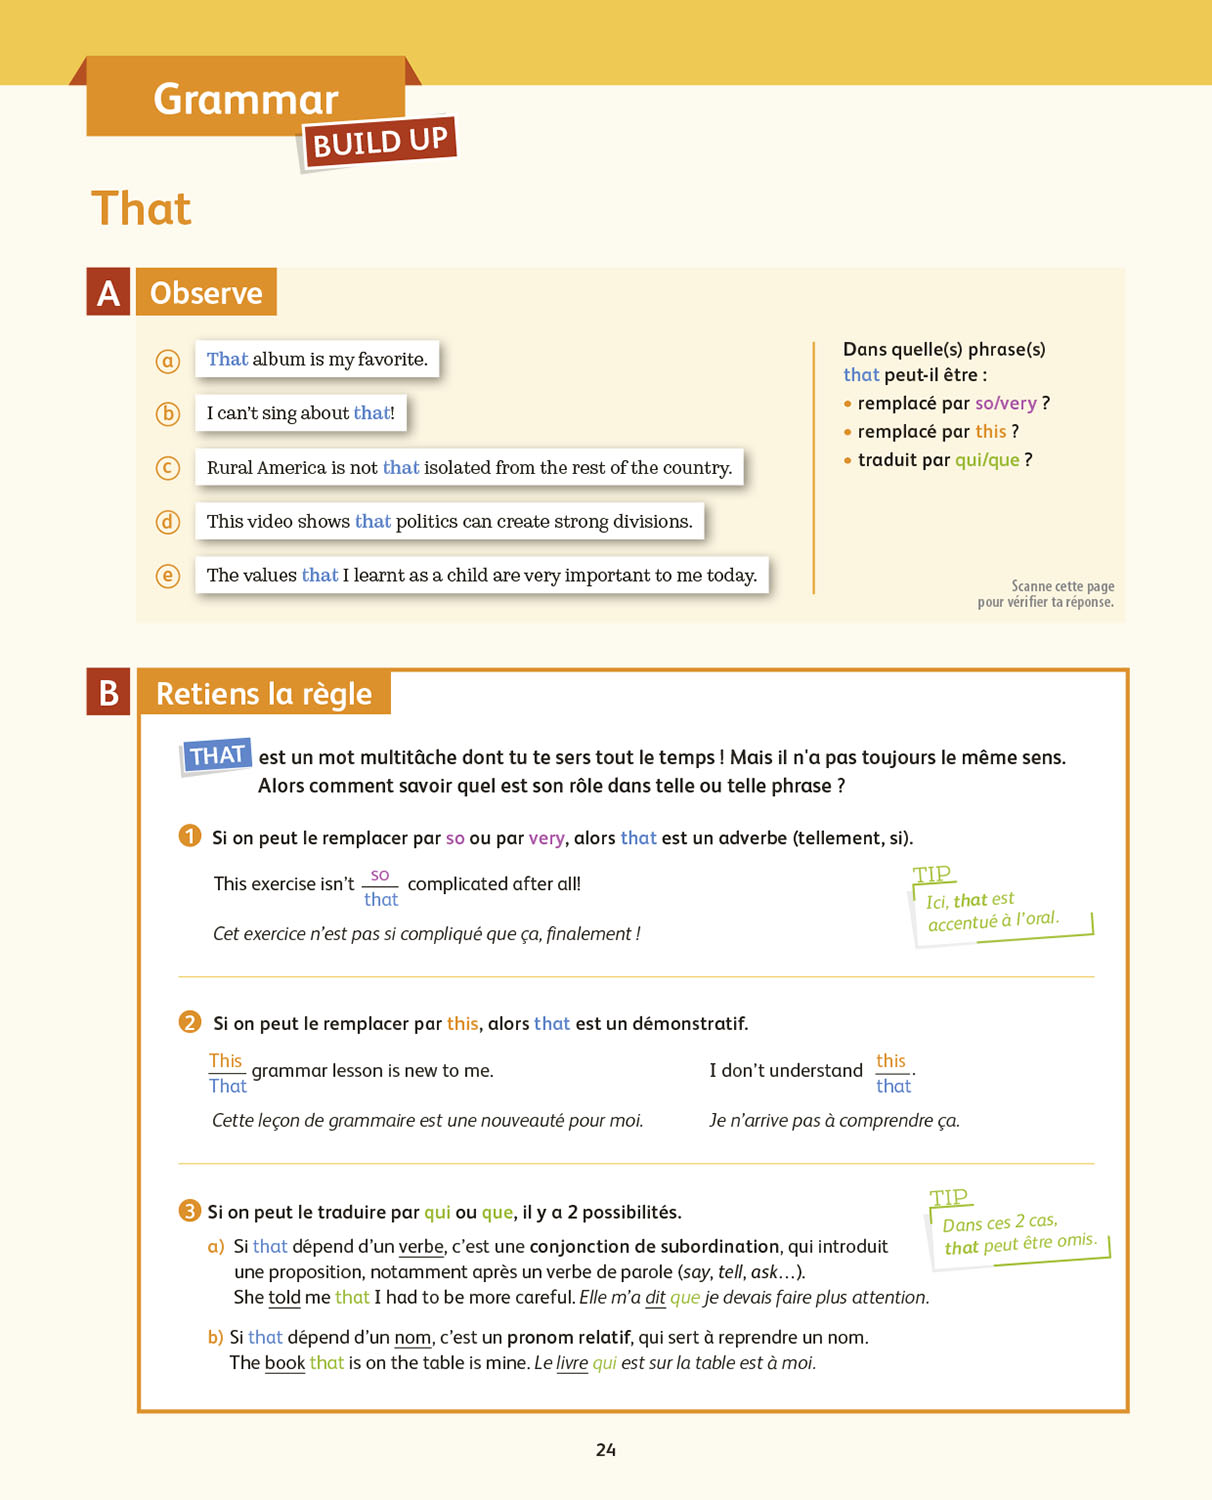 Grammar
BUILD UP
That
A Observe
a That album is my favorite.
b I can't sing about that!
c Rural America is not that isolated from the rest of the country.
d This video shows that politics can create strong divisions.
e The values that I learnt as a child are very important to me today.
Dans quelle(s) phrase(s)
that peut-il être :
• remplacé par so/very ?
• remplacé par this ?
• traduit par qui/que ?
Scanne cette page
pour vérifier ta réponse.
B Retiens la règle
THAT est un mot multitâche dont tu te sers tout le temps ! Mais il n'a pas toujours le même sens.
Alors comment savoir quel est son rôle dans telle ou telle phrase ?
1 Si on peut le remplacer par so ou par very, alors that est un adverbe (tellement, si).
so
This exercise isn't complicated after all!
that
Cet exercice n'est pas si compliqué que ça, finalement !
TIP
Ici, that est
accentué à l'oral.
2 Si on peut le remplacer par this, alors that est un démonstratif.
This
grammar lesson is new to me.
That
Cette leçon de grammaire est une nouveauté pour moi.
this
I don't understand .
that
Je n'arrive pas à comprendre ça.
3 Si on peut le traduire par qui ou que, il y a 2 possibilités.
a) Si that dépend d'un verbe, c'est une conjonction de subordination, qui introduit
une proposition, notamment après un verbe de parole (say, tell, ask...).
She told me that I had to be more careful. Elle m'a dit que je devais faire plus attention.
TIP
Dans ces 2 cas,
that peut être omis.
b) Si that dépend d'un nom, c'est un pronom relatif, qui sert à reprendre un nom.
The book that is on the table is mine. Le livre qui est sur la table est à moi.
24